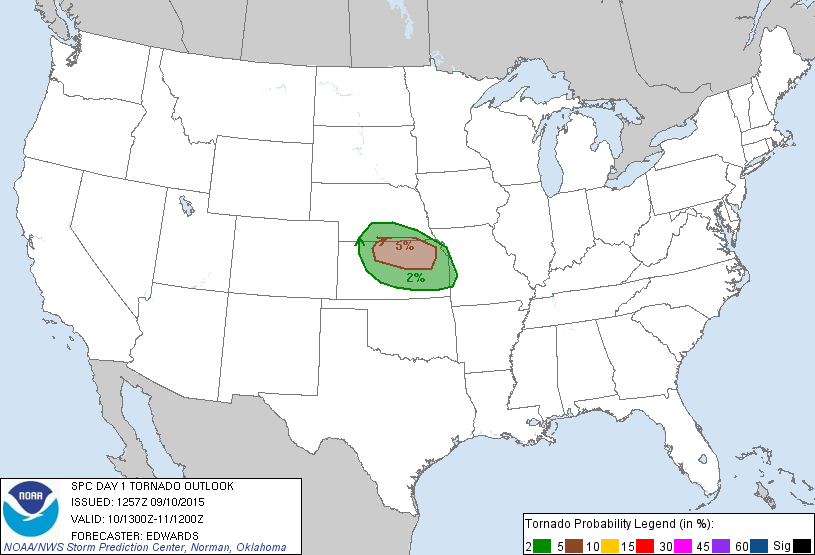 5%
2%
NOAA
SPC DAY 1 TORNADO OUTLOOK
ISSUED: 1257Z 09/10/2015
VALID: 10/1300Z-11/1200Z
FORECASTER: EDWARDS
NOAA/NWS Storm Prediction Center, Norman, Oklahoma
Tornado Probability Legend (in %):
2 5 10 15 30 45 60 Sig